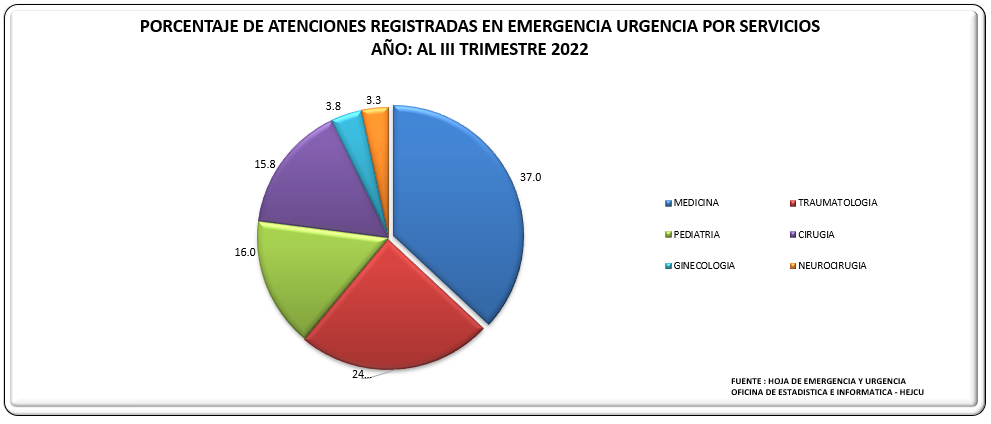 PORCENTAJE DE ATENCIONES REGISTRADAS EN EMERGENCIA URGENCIA POR SERVICIOS
AÑO: AL III TRIMESTRE 2022
3.8
3.3
15.8
37.0
16.0
24...
MEDICINA
TRAUMATOLOGIA
PEDIATRIA
CIRUGIA
GINECOLOGIA
NEUROCIRUGIA
FUENTE : HOJA DE EMERGENCIA Y URGENCIA
OFICINA DE ESTADISTICA E INFORMATICA - HEJCU